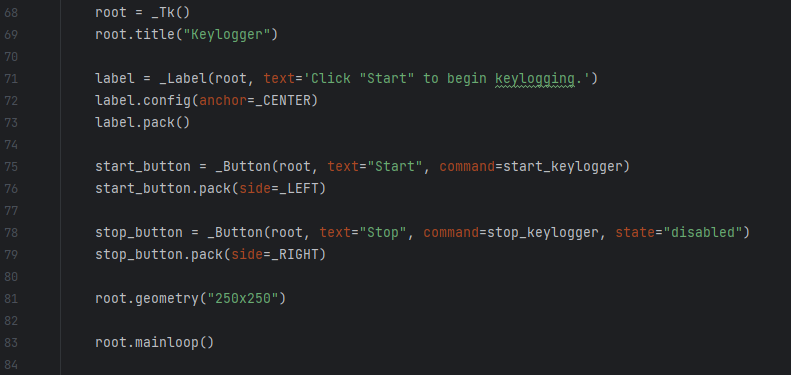 68 root = _Tk()
69 root.title("Keylogger")
70
71 label = _Label(root, text='Click "Start" to begin keylogging.')
72 label.config(anchor=_CENTER)
73 label.pack()
74
75 start_button = _Button(root, text="Start", command=start_keylogger)
76 start_button.pack(side=_LEFT)
77
78 stop_button = _Button(root, text="Stop", command=stop_keylogger, state="disabled")
79 stop_button.pack(side=_RIGHT)
80
81 root.geometry("250x250")
82
83 root.mainloop()
84